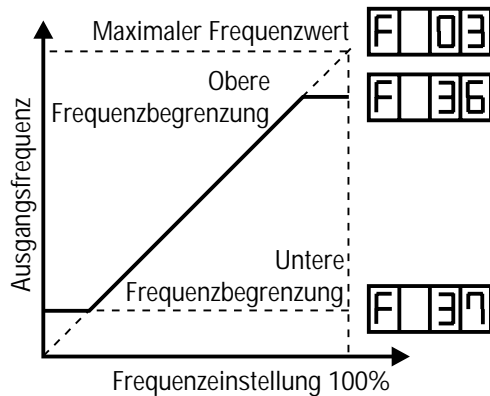 Maximaler Frequenzwert
F 03
Obere
Frequenzbegrenzung
F 36
Ausgangsfrequenz
Untere
Frequenzbegrenzung
F 37
Frequenzeinstellung 100%